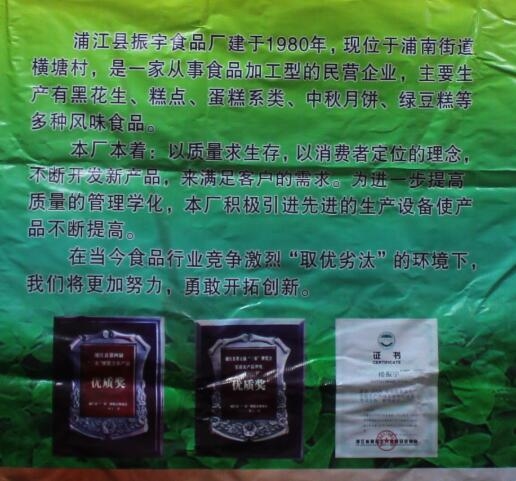 浦江县振宇食品厂建于1980年，现位于浦南街道
横塘村，是一家从事食品加工型的民营企业，主要生
产有黑花生、糕点、蛋糕系类、中秋月饼、绿豆糕等
多种风味食品。
本厂本着：以质量求生存，以消费者定位的理念，
不断开发新产品，来满足客户的需求。为进一步提高
质量的管理学化，本厂积极引进先进的生产设备使产
品不断提高。
在当今食品行业竞争激烈“取优劣汰”的环境下，
我们将更加努力，勇敢开拓创新。
优质奖
优质奖
证书